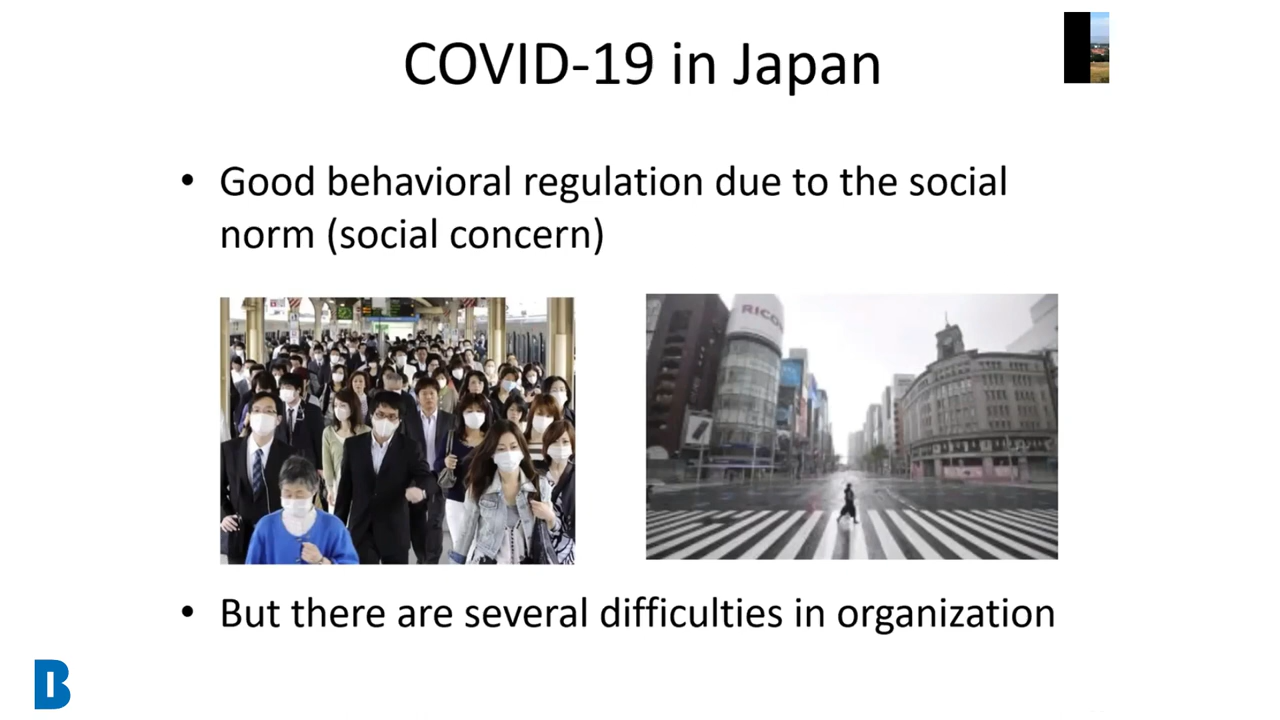 COVID-19 in Japan
• Good behavioral regulation due to the social
norm (social concern)
RICO
• But there are several difficulties in organization
B